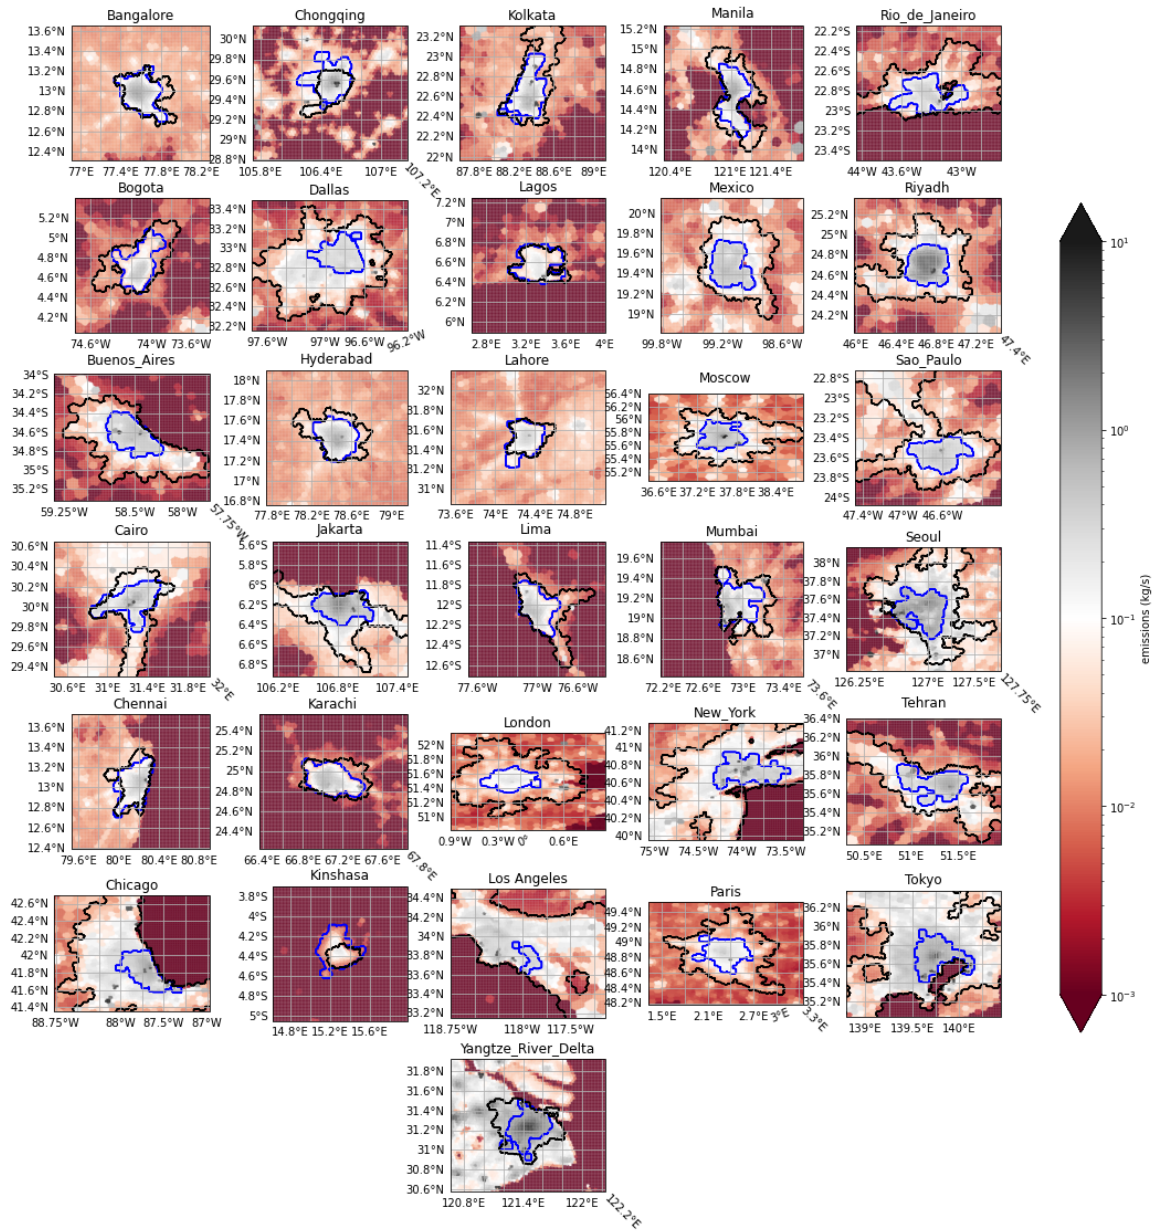 Bangalore
13.6°N
13.4°N
13.2°N
13°N
12.8°N
12.6°N
12.4°N
77°E 77.4°E 77.8°E 78.2°E
Chongqing
30°N
29.8°N
29.6°N
29.4°N
29.2°N
29°N
28.8°N
105.8°E 106.4°E 107°E 107.2°E
Kolkata
23.2°N
23°N
22.8°N
22.6°N
22.4°N
22.2°N
22°N
87.8°E 88.2°E 88.6°E 89°E
Manila
15.2°N
15°N
14.8°N
14.6°N
14.4°N
14.2°N
14°N
120.4°E 121°E 121.4°E
Rio_de_Janeiro
22.2°S
22.4°S
22.6°S
22.8°S
23°S
23.2°S
23.4°S
44°W 43.6°W 43°W
Bogota
5.2°N
5°N
4.8°N
4.6°N
4.4°N
4.2°N
74.6°W 74°W 73.6°W
Dallas
33.4°N
33.2°N
33°N
32.8°N
32.6°N
32.4°N
32.2°N
97.6°W 97°W 96.6°W 96.2°W
Lagos
7.2°N
6.8°N
6.4°N
6°N
2.8°E 3.2°E 3.6°E 4°E
Mexico
20°N
19.8°N
19.6°N
19.4°N
19.2°N
19°N
99.8°W 99.2°W 98.6°W
Riyadh
25.2°N
25°N
24.8°N
24.6°N
24.4°N
24.2°N
46°E 46.4°E 46.8°E 47.2°E 47.4°E
Buenos_Aires
34°S
34.2°S
34.4°S
34.6°S
34.8°S
35°S
35.2°S
59.25°W 58.5°W 58°W 57.75°W
Hyderabad
18°N
17.8°N
17.6°N
17.4°N
17.2°N
17°N
16.8°N
77.8°E 78.2°E 78.6°E 79°E
Lahore
32°N
31.8°N
31.6°N
31.4°N
31.2°N
31°N
73.6°E 74°E 74.4°E 74.8°E
Moscow
56.4°N
56.2°N
56°N
55.8°N
55.6°N
55.4°N
55.2°N
36.6°E 37.2°E 37.8°E 38.4°E
Sao_Paulo
22.8°S
23°S
23.2°S
23.4°S
23.6°S
23.8°S
24°S
47.4°W 47°W 46.6°W
Cairo
30.6°N
30.4°N
30.2°N
30°N
29.8°N
29.6°N
29.4°N
30.6°E 31°E 31.4°E 31.8°E 32°E
Jakarta
5.6°S
5.8°S
6°S
6.2°S
6.4°S
6.6°S
6.8°S
106.2°E 106.8°E 107.4°E
Lima
11.4°S
11.6°S
11.8°S
12°S
12.2°S
12.4°S
12.6°S
77.6°W 77°W 76.6°W
Mumbai
19.6°N
19.4°N
19.2°N
19°N
18.8°N
18.6°N
72.2°E 72.6°E 73°E 73.4°E 73.6°E
Seoul
38°N
37.8°N
37.6°N
37.4°N
37.2°N
37°N
126.25°E 127°E 127.5°E 127.75°E
Chennai
13.6°N
13.4°N
13.2°N
13°N
12.8°N
12.6°N
12.4°N
79.6°E 80°E 80.4°E 80.8°E
Karachi
25.4°N
25.2°N
25°N
24.8°N
24.6°N
24.4°N
66.4°E 66.8°E 67.2°E 67.6°E 67.8°E
London
52°N
51.8°N
51.6°N
51.4°N
51.2°N
51°N
0.9°W 0.3°W 0° 0.6°E
New_York
41.2°N
41°N
40.8°N
40.6°N
40.4°N
40.2°N
40°N
75°W 74.5°W 74°W 73.5°W
Tehran
36.4°N
36.2°N
36°N
35.8°N
35.6°N
35.4°N
35.2°N
50.5°E 51°E 51.5°E
Chicago
42.6°N
42.4°N
42.2°N
42°N
41.8°N
41.6°N
41.4°N
88.75°W 88°W 87.5°W 87°W
Kinshasa
3.8°S
4°S
4.2°S
4.4°S
4.6°S
4.8°S
5°S
14.8°E 15.2°E 15.6°E
Los Angeles
34.4°N
34.2°N
34°N
33.8°N
33.6°N
33.4°N
33.2°N
118.75°W 118°W 117.5°W
Paris
49.4°N
49.2°N
49°N
48.8°N
48.6°N
48.4°N
48.2°N
1.5°E 2.1°E 2.7°E 3.3°E
Tokyo
36.2°N
36°N
35.8°N
35.6°N
35.4°N
35.2°N
139°E 139.5°E 140°E
Yangtze_River_Delta
31.8°N
31.6°N
31.4°N
31.2°N
31°N
30.8°N
30.6°N
120.8°E 121.4°E 122°E 122.2°E
10¹
10⁰
10⁻¹
10⁻²
10⁻³
emissions (kg/s)